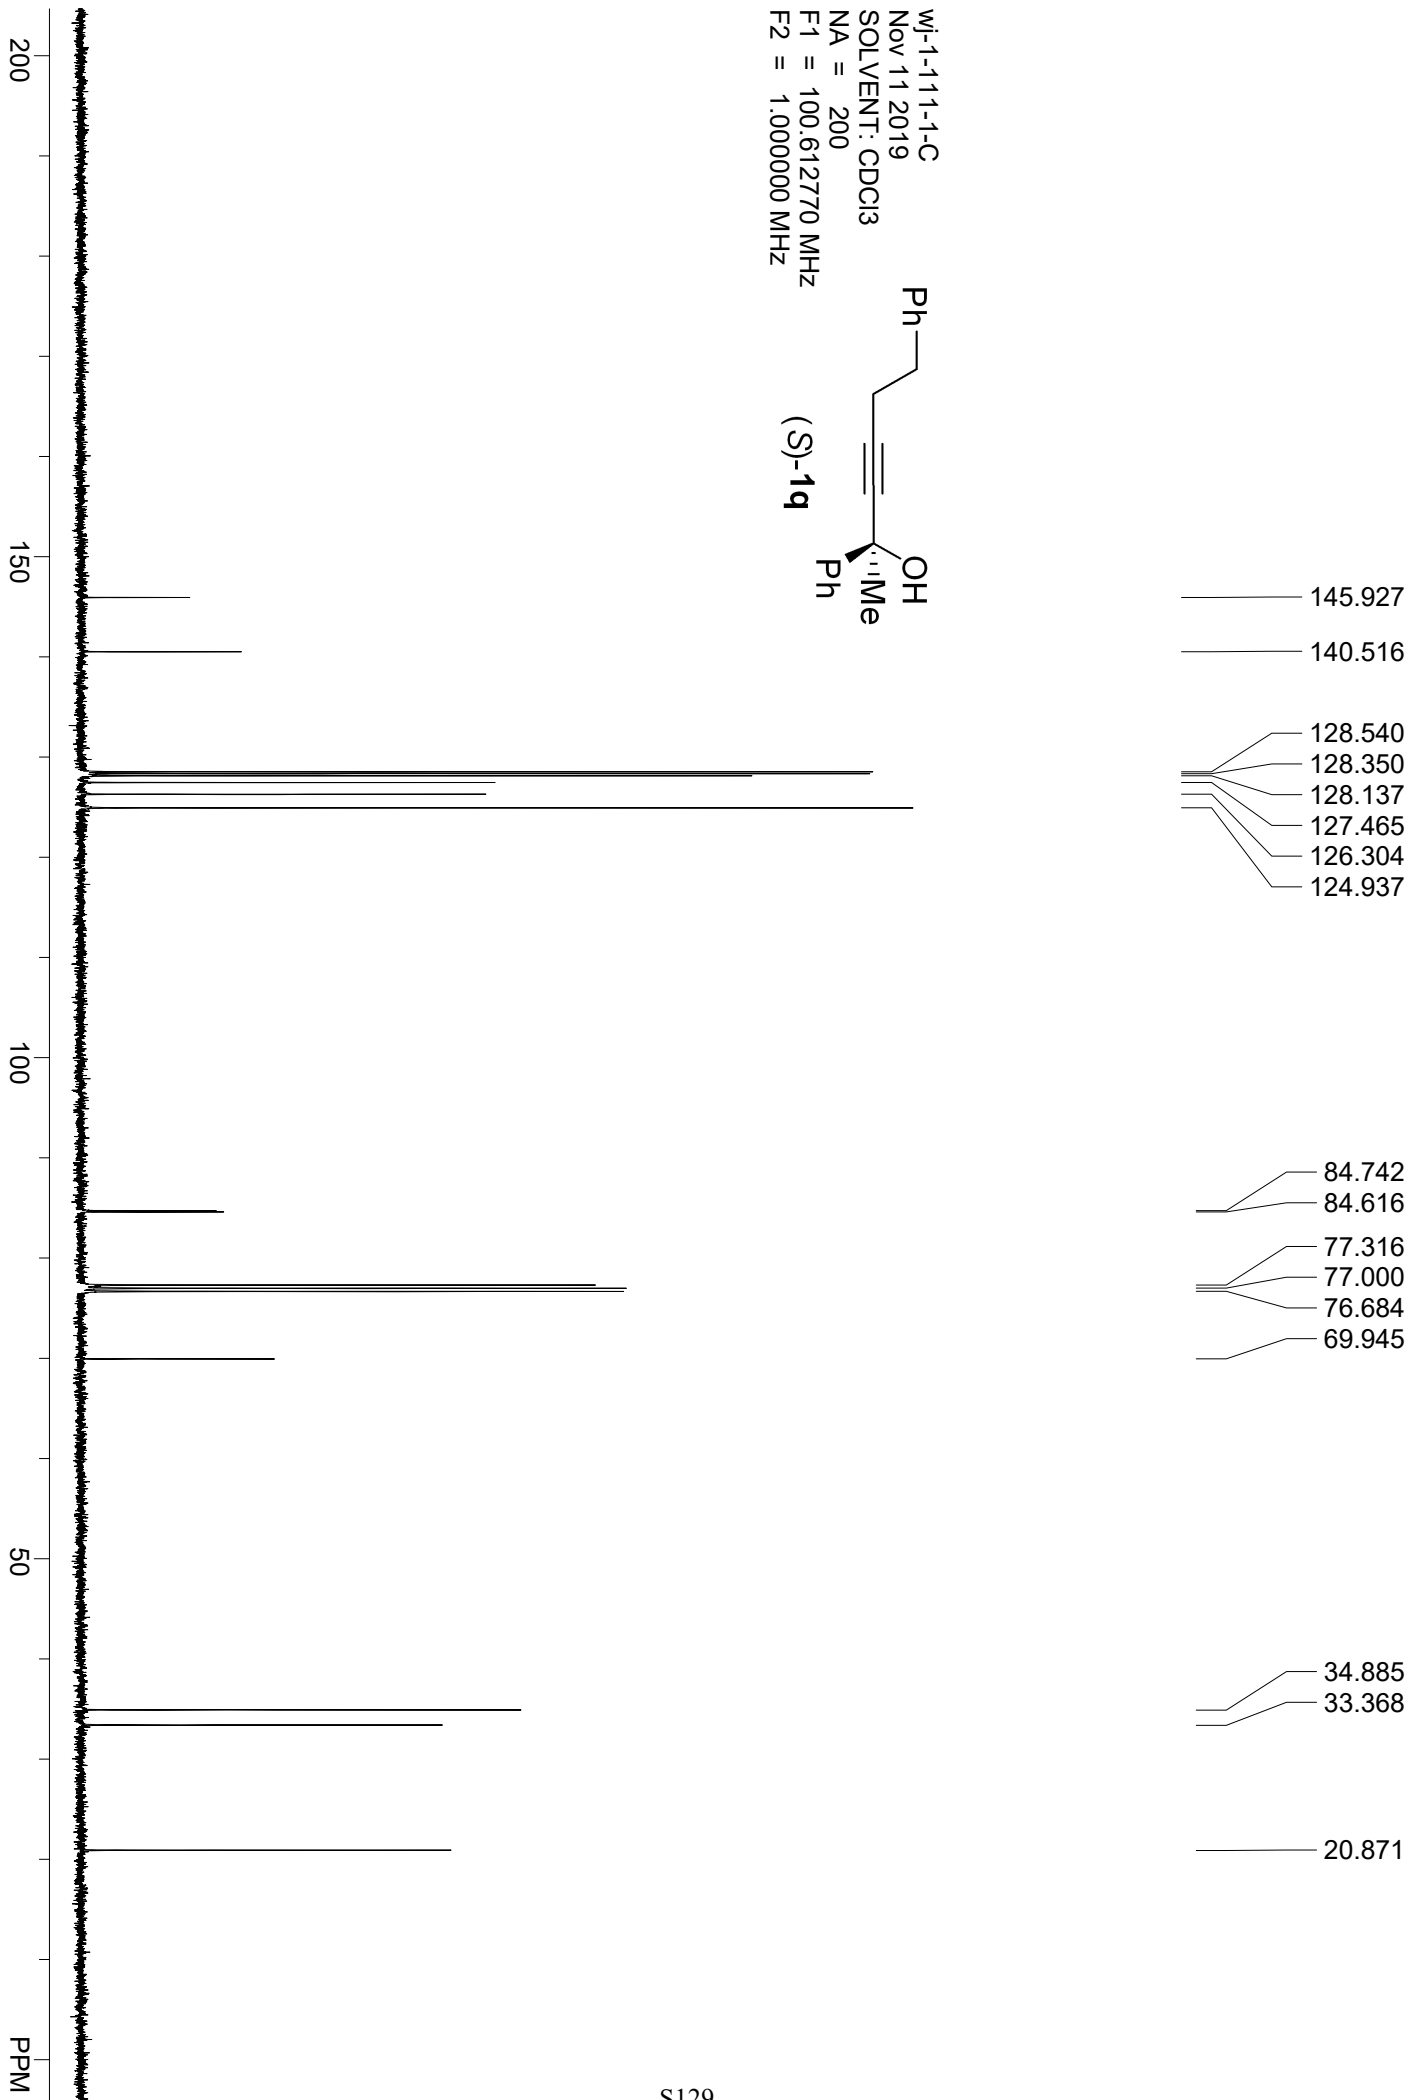 wj-1-111-1-C
Nov 11 2019
SOLVENT: CDCl3
NA = 200
F1 = 100.612770 MHz
F2 = 1.000000 MHz
Ph
OH
Me
Ph
(S)-1q
145.927
140.516
128.540
128.350
128.137
127.465
126.304
124.937
84.742
84.616
77.316
77.000
76.684
69.945
34.885
33.368
20.871
200
150
100
50
PPM
S129